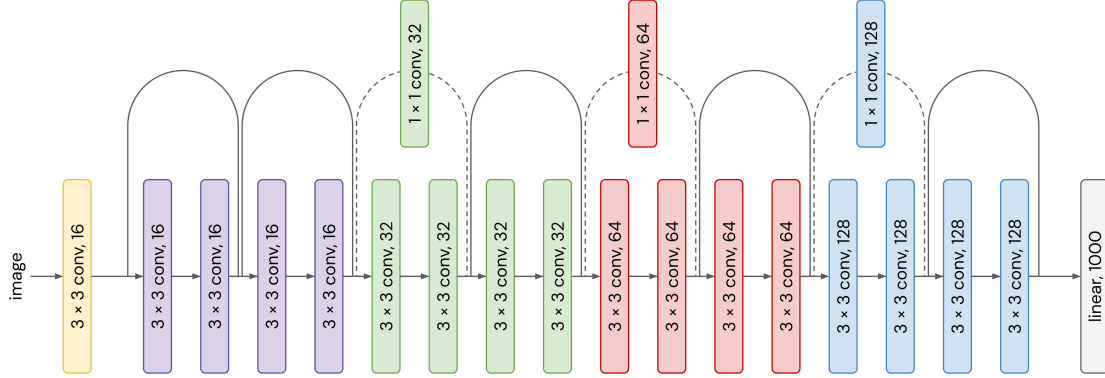 1 × 1 conv, 32
1 × 1 conv, 64
1 × 1 conv, 128
image
3 × 3 conv, 16
3 × 3 conv, 16
3 × 3 conv, 16
3 × 3 conv, 16
3 × 3 conv, 16
3 × 3 conv, 32
3 × 3 conv, 32
3 × 3 conv, 32
3 × 3 conv, 32
3 × 3 conv, 64
3 × 3 conv, 64
3 × 3 conv, 64
3 × 3 conv, 64
3 × 3 conv, 128
3 × 3 conv, 128
3 × 3 conv, 128
3 × 3 conv, 128
linear, 1000